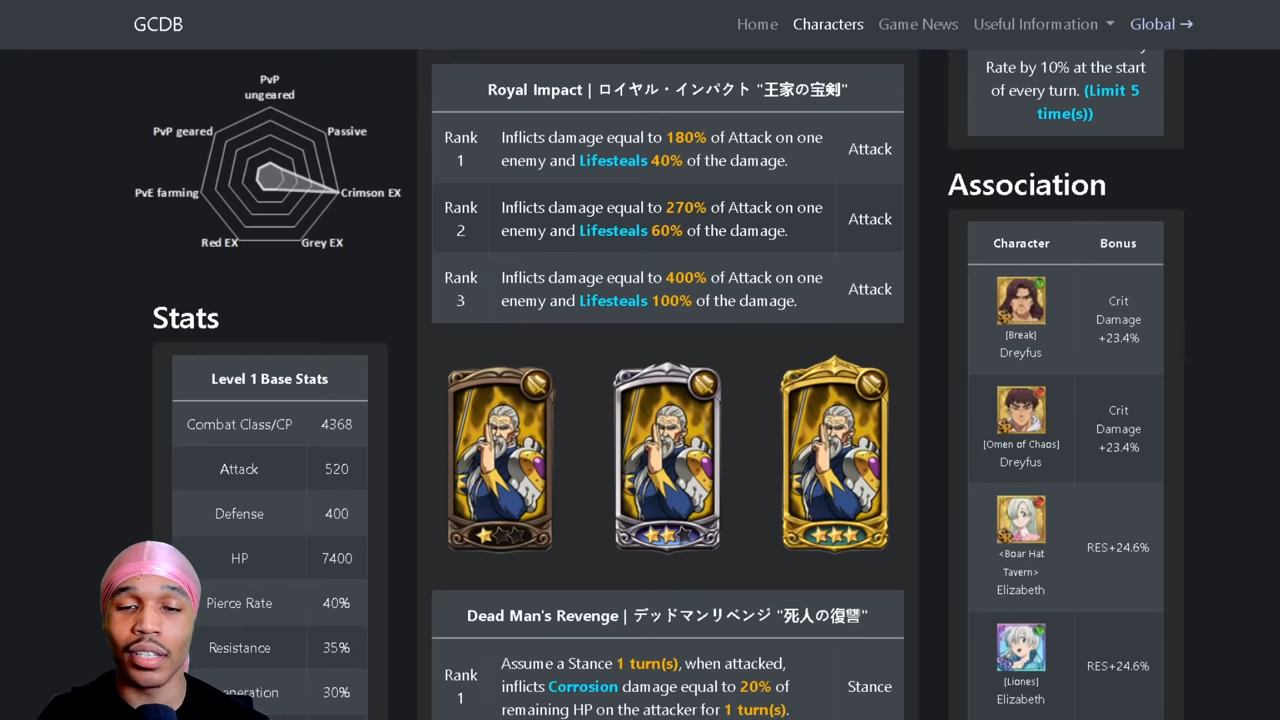 GCDB
Home
Characters
Game News
Useful Information
Global →
PvP
ungeared
PvP geared
Passive
PvE farming
Crimson EX
Red EX
Grey EX
Stats
Level 1 Base Stats
Combat Class/CP 4368
Attack 520
Defense 400
HP 7400
Pierce Rate 40%
Resistance 35%
eneration 30%
Royal Impact | ロイヤル・インパクト "王家の宝剣"
Rank
1
Inflicts damage equal to 180% of Attack on one
enemy and Lifesteals 40% of the damage.
Attack
Rank
2
Inflicts damage equal to 270% of Attack on one
enemy and Lifesteals 60% of the damage.
Attack
Rank
3
Inflicts damage equal to 400% of Attack on one
enemy and Lifesteals 100% of the damage.
Attack
Dead Man's Revenge | デッドマンリベンジ "死人の復讐"
Rank
1
Assume a Stance 1 turn(s), when attacked,
inflicts Corrosion damage equal to 20% of
remaining HP on the attacker for 1 turn(s).
Stance
Rate by 10% at the start
of every turn. (Limit 5
time(s))
Association
Character Bonus
[Break]
Dreyfus
Crit
Damage
+23.4%
[Omen of Chaos]
Dreyfus
Crit
Damage
+23.4%
<Boar Hat
Tavern>
Elizabeth
RES+24.6%
[Liones]
Elizabeth
RES+24.6%